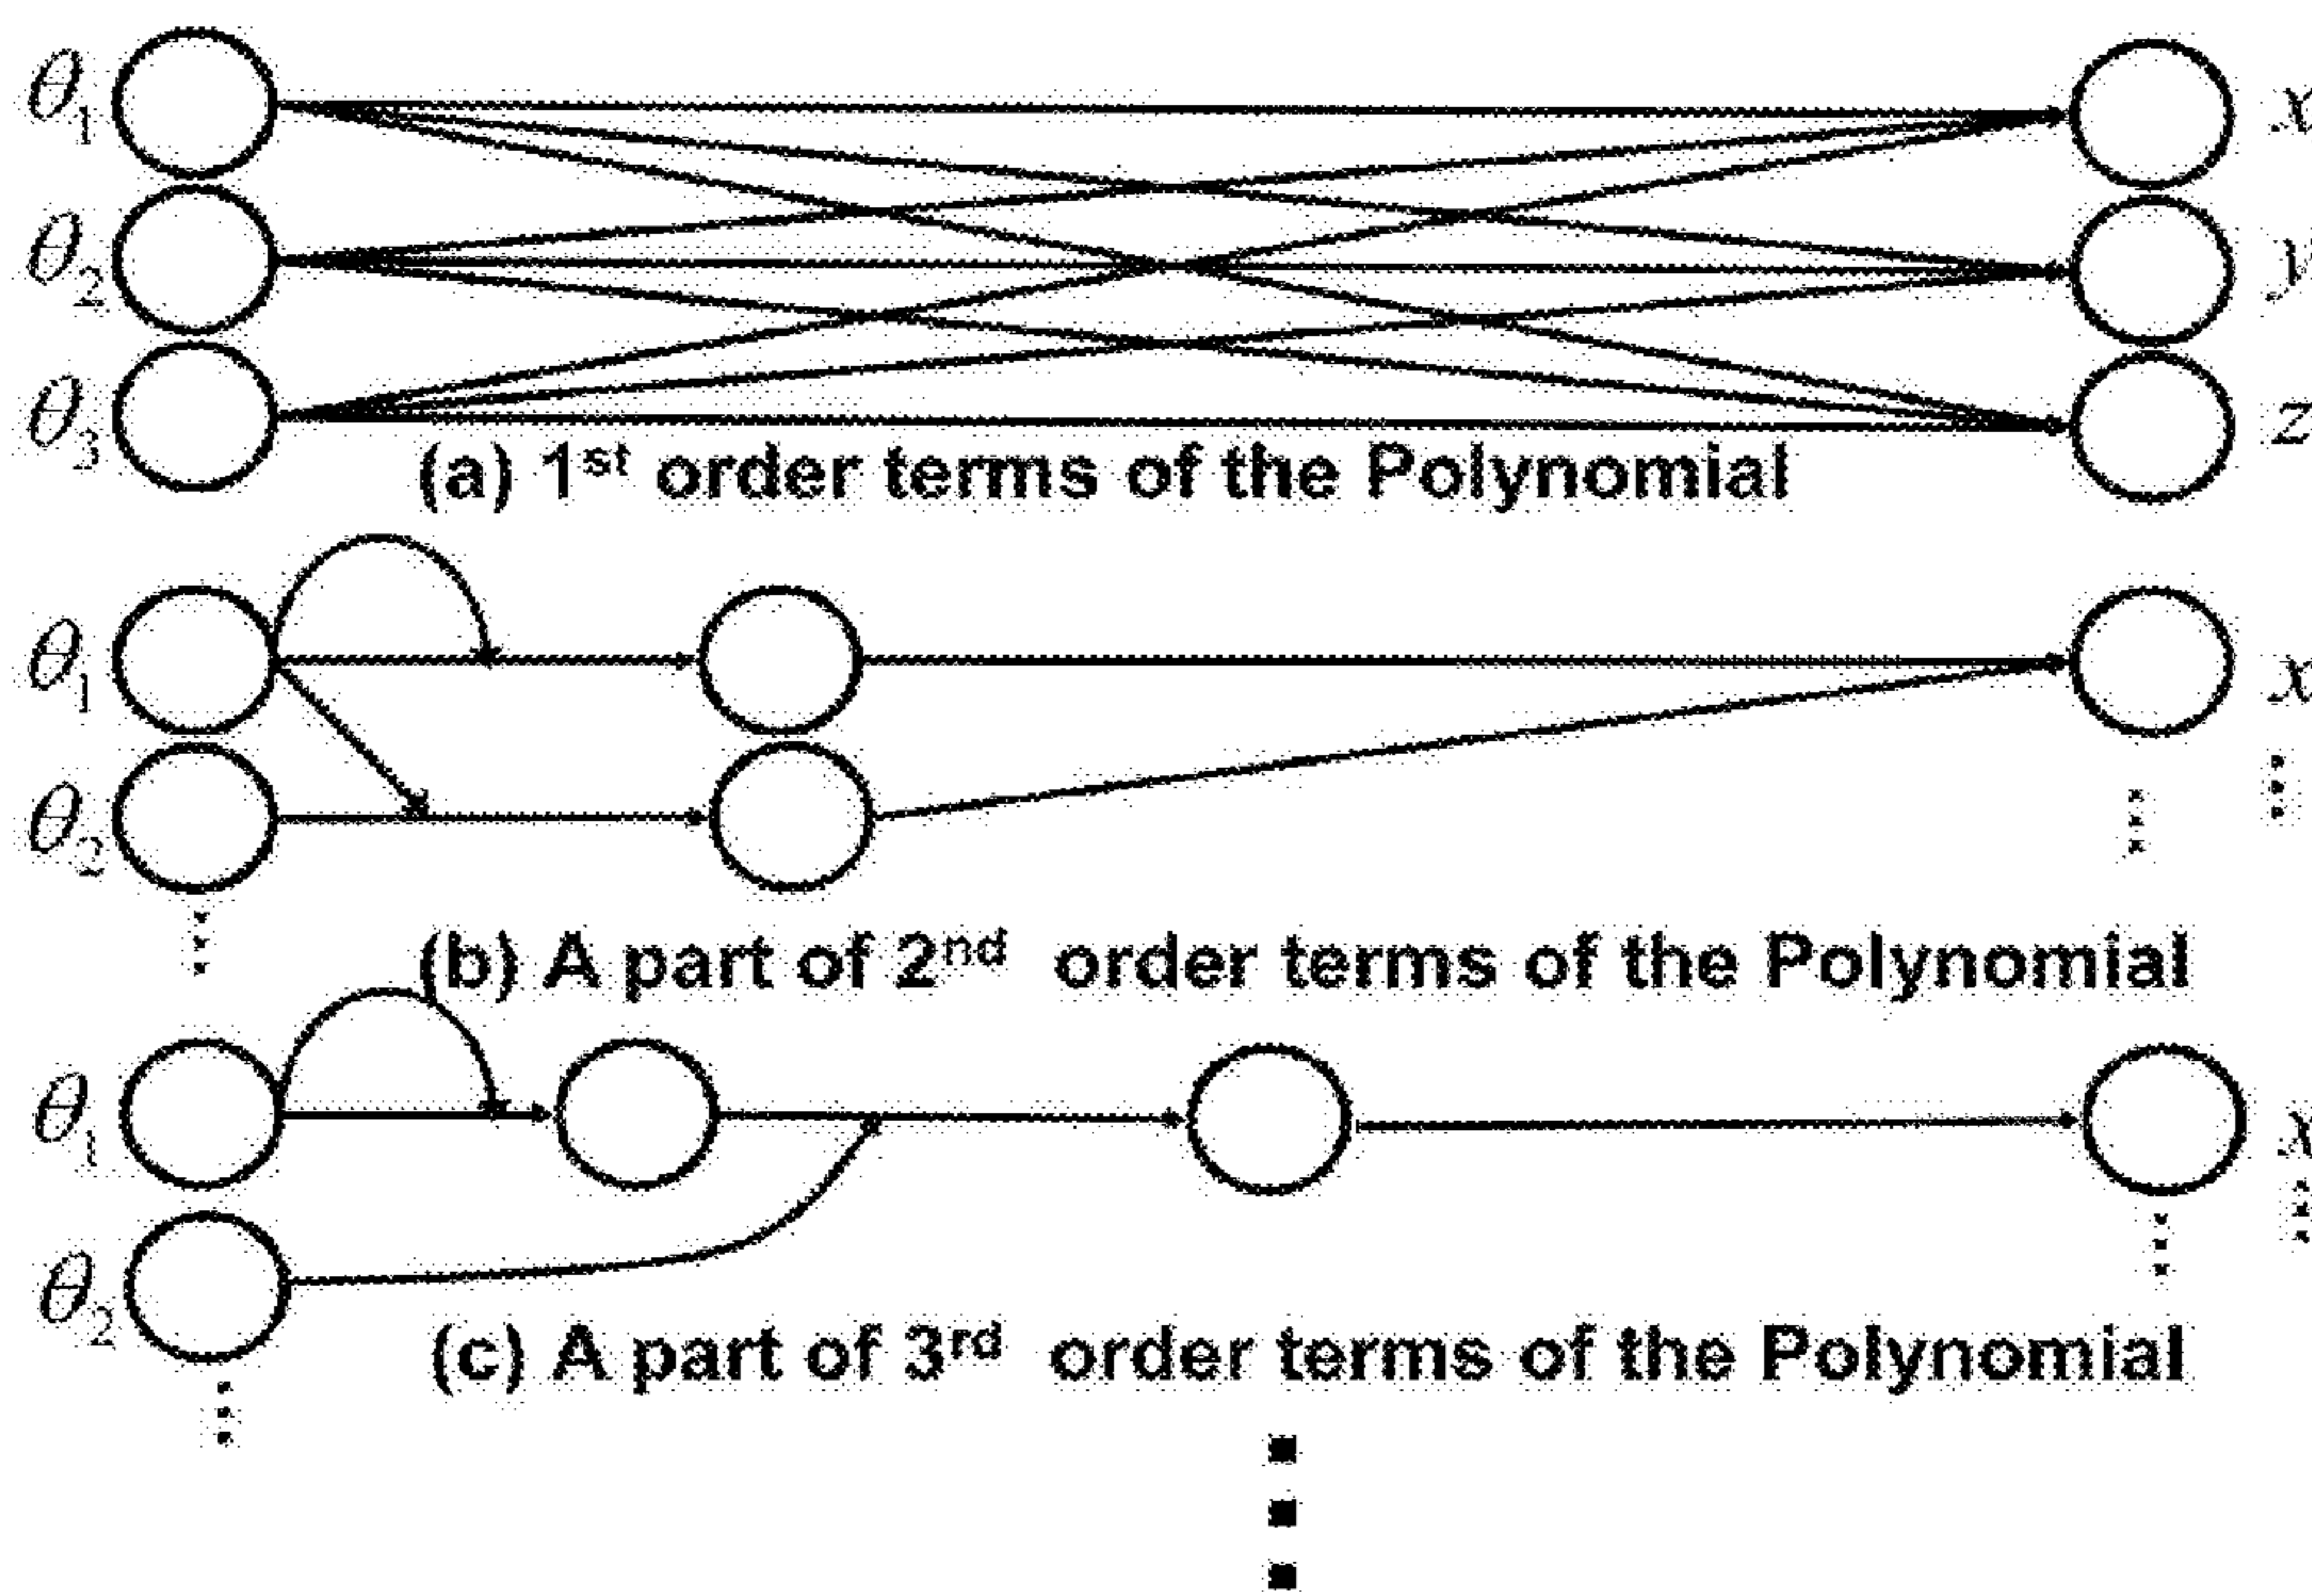 θ1 x
θ2 y
θ3 z
(a) 1st order terms of the Polynomial
θ1 x
θ2
(b) A part of 2nd order terms of the Polynomial
θ1 x
θ2
(c) A part of 3rd order terms of the Polynomial